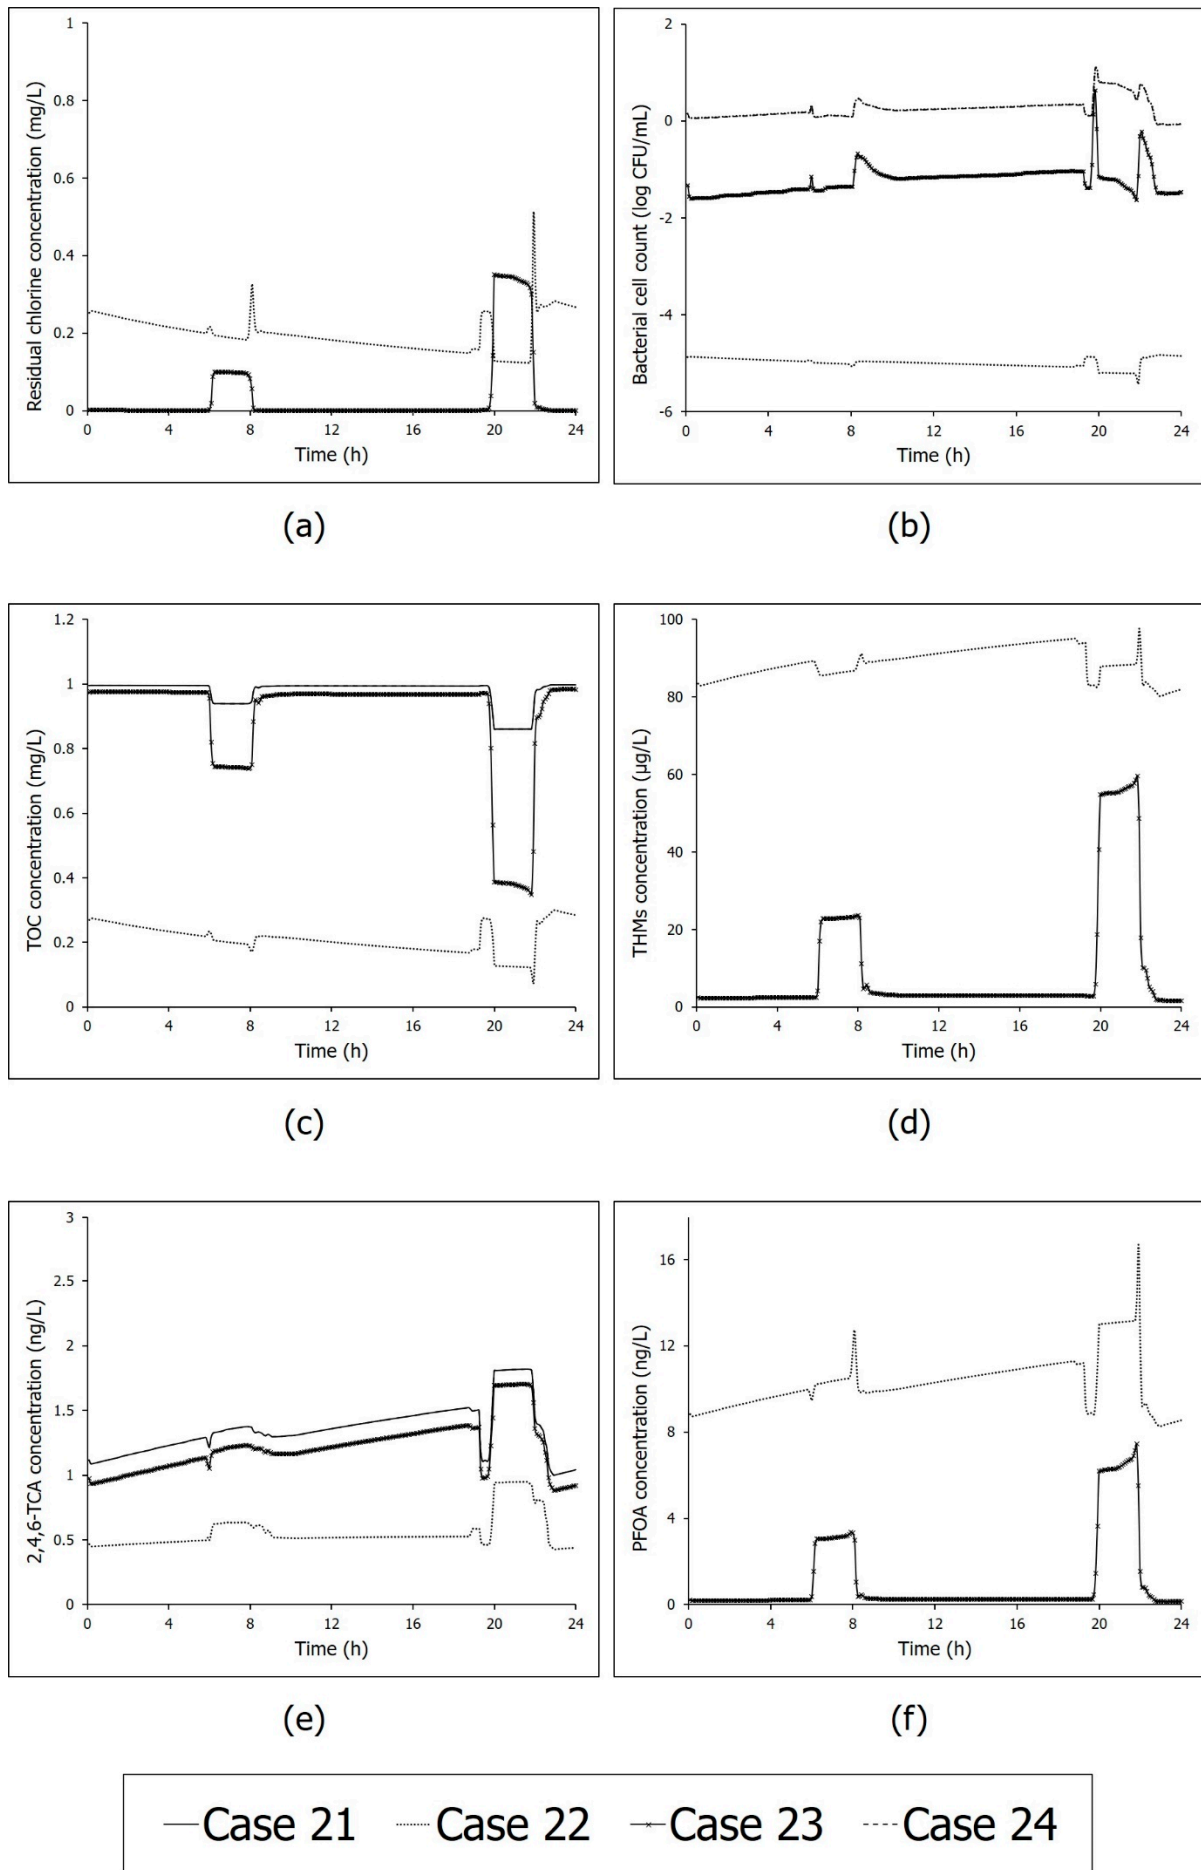 Residual chlorine concentration (mg/L)
1
0.8
0.6
0.4
0.2
0
0 4 8 12 16 20 24
Time (h)
(a)
Bacterial cell count (log CFU/mL)
2
0
-2
-4
-6
0 4 8 12 16 20 24
Time (h)
(b)
TOC concentration (mg/L)
1.2
1
0.8
0.6
0.4
0.2
0
0 4 8 12 16 20 24
Time (h)
(c)
THMs concentration (μg/L)
100
80
60
40
20
0
0 4 8 12 16 20 24
Time (h)
(d)
2,4,6-TCA concentration (ng/L)
3
2.5
2
1.5
1
0.5
0
0 4 8 12 16 20 24
Time (h)
(e)
PFOA concentration (ng/L)
16
12
8
4
0
0 4 8 12 16 20 24
Time (h)
(f)
Case 21 Case 22 Case 23 Case 24